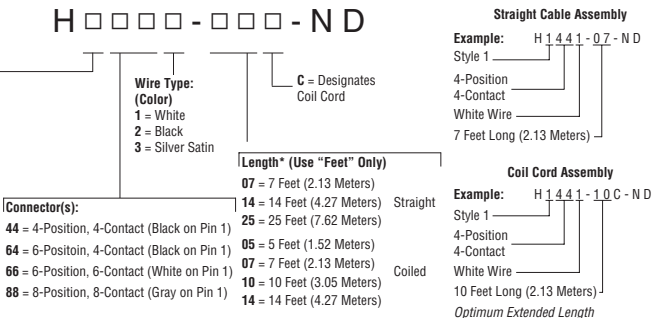 H□□□□-□□□-ND
C = Designates
Coil Cord
Wire Type:
(Color)
1 = White
2 = Black
3 = Silver Satin
Connector(s):
44 = 4-Position, 4-Contact (Black on Pin 1)
64 = 6-Positoin, 4-Contact (Black on Pin 1)
66 = 6-Position, 6-Contact (White on Pin 1)
88 = 8-Position, 8-Contact (Gray on Pin 1)
Length* (Use “Feet” Only)
07 = 7 Feet (2.13 Meters)
14 = 14 Feet (4.27 Meters) Straight
25 = 25 Feet (7.62 Meters)
05 = 5 Feet (1.52 Meters)
07 = 7 Feet (2.13 Meters)
Coiled
10 = 10 Feet (3.05 Meters)
14 = 14 Feet (4.27 Meters)
Straight Cable Assembly
Example: H1441-07-ND
Style 1
4-Position
4-Contact
White Wire
7 Feet Long (2.13 Meters)
Coil Cord Assembly
Example: H1441-10C-ND
Style 1
4-Position
4-Contact
White Wire
10 Feet Long (2.13 Meters)
Optimum Extended Length